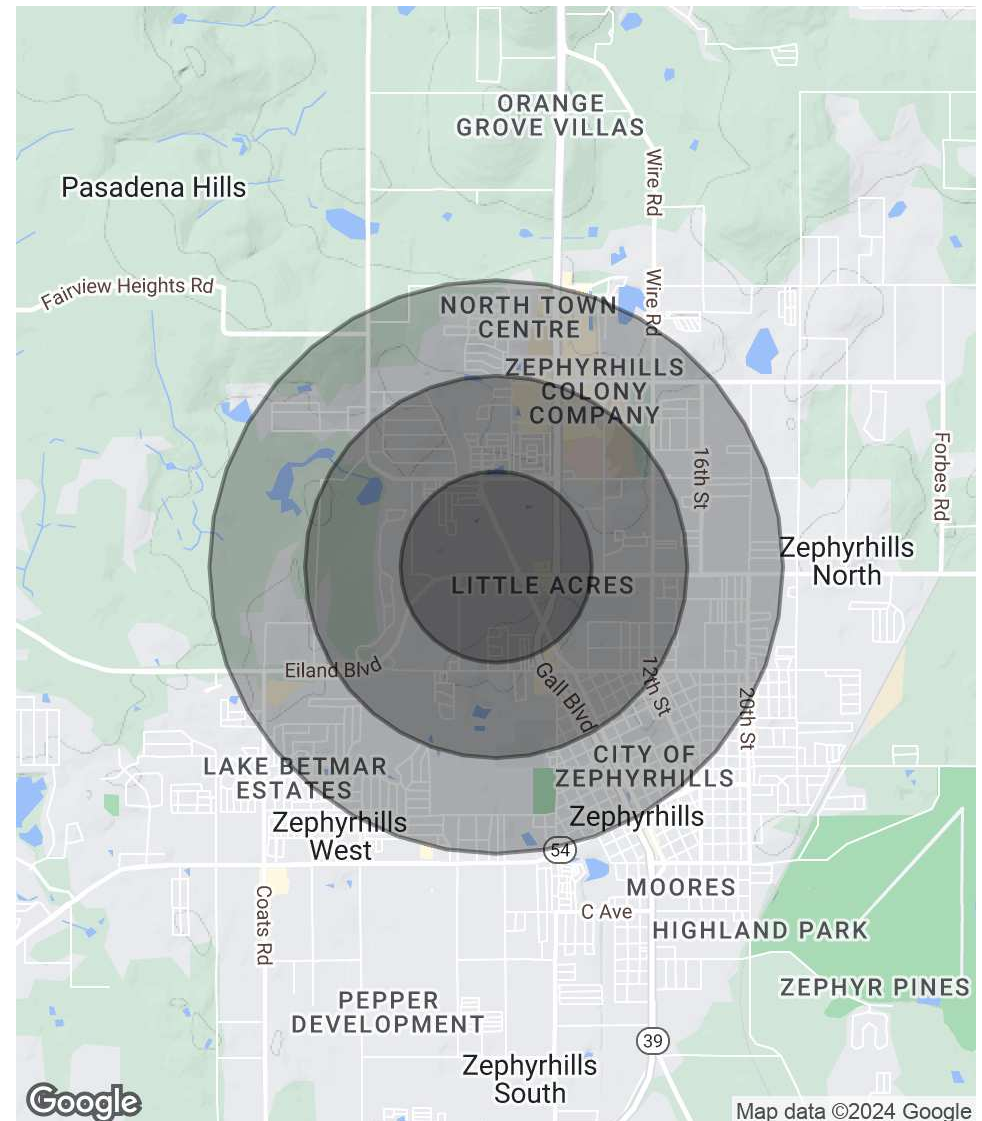 ORANGE
GROVE VILLAS
Wire Rd
Pasadena Hills
Fairview Heights Rd
Wire Rd
NORTH TOWN
CENTRE
ZEPHYRHILLS
COLONY
COMPANY
16th St
Forbes Rd
Zephyrhills
North
LITTLE ACRES
Eiland Blvd
Gall Blvd
12th St
20th St
CITY OF
ZEPHYRHILLS
LAKE BETMAR
ESTATES
Zephyrhills
Zephyrhills
West
54
MOORES
C Ave
Coats Rd
HIGHLAND PARK
ZEPHYR PINES
PEPPER
DEVELOPMENT
39
Zephyrhills
South
Google
Map data ©2024 Google